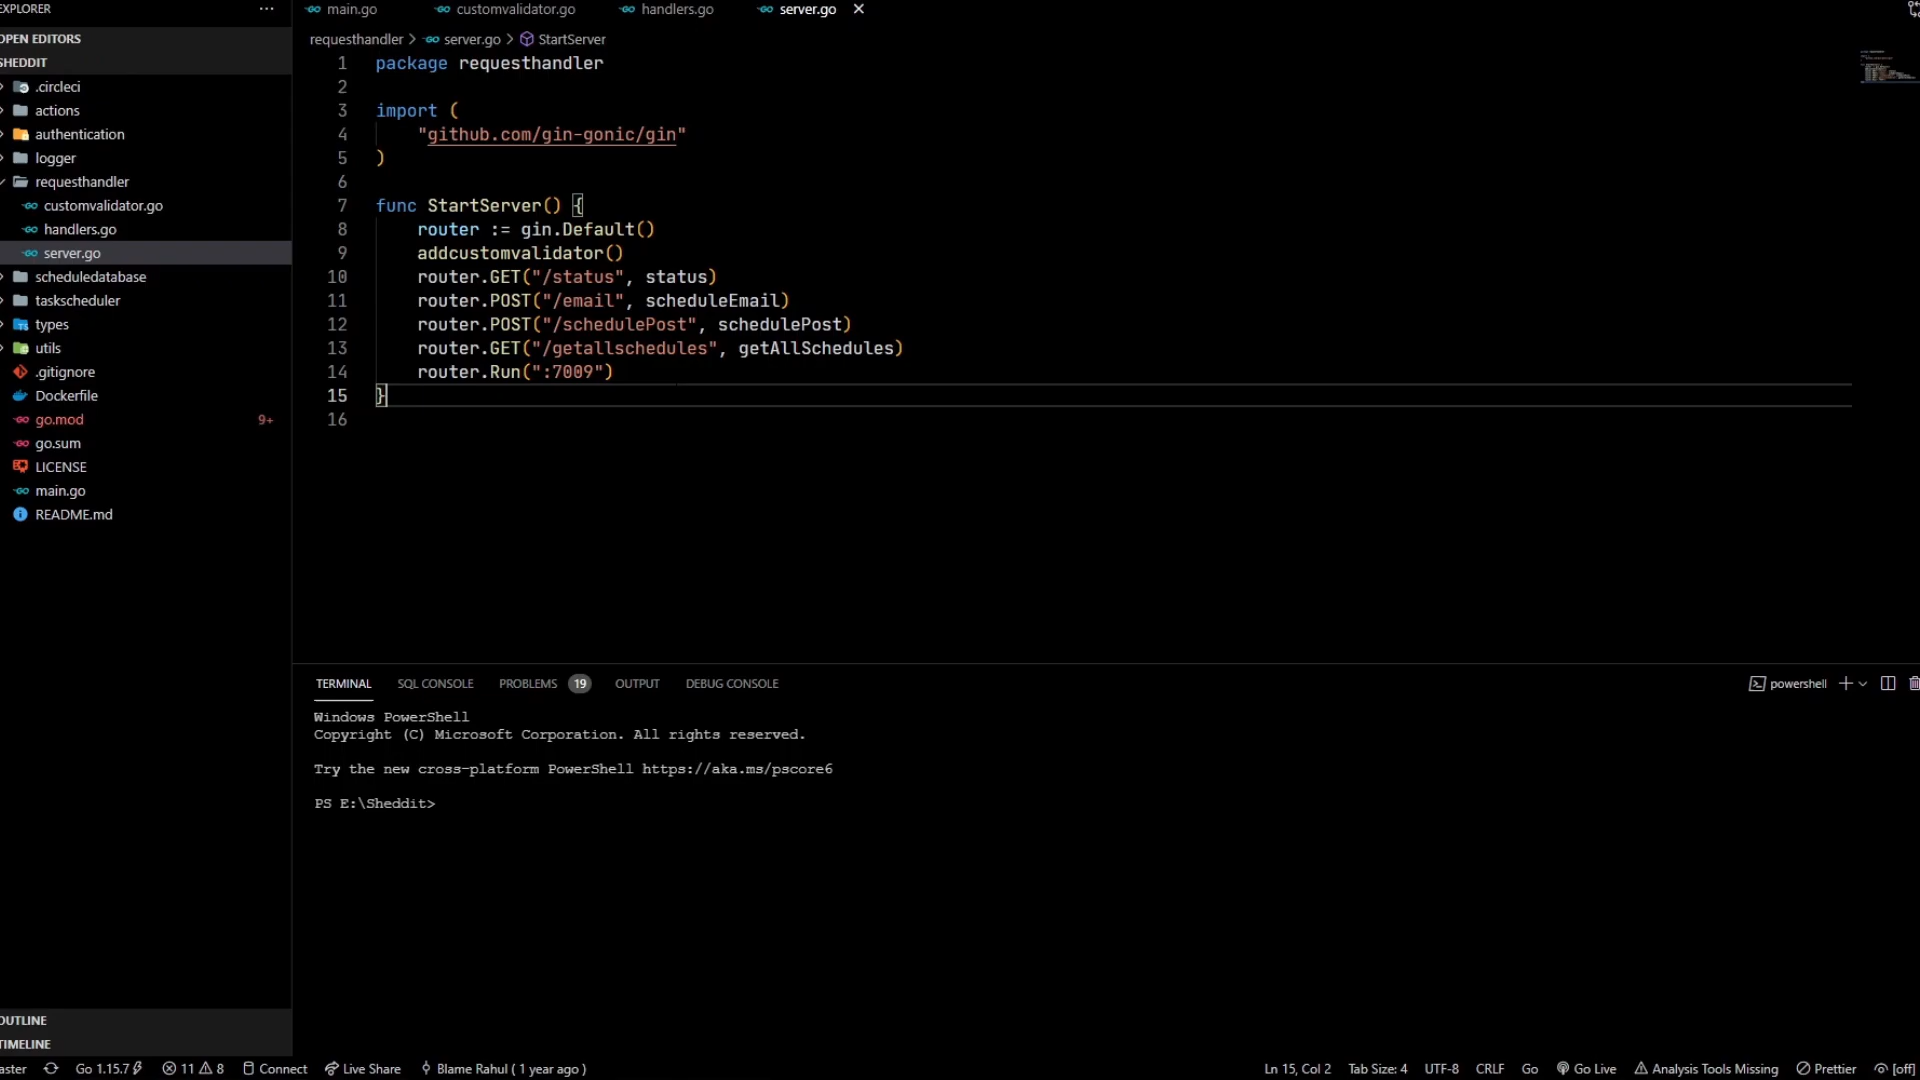 EXPLORER
···
main.go
customvalidator.go
handlers.go
server.go
OPEN EDITORS
SHEDDIT
.circleci
actions
authentication
logger
requesthandler
customvalidator.go
handlers.go
server.go
scheduledatabase
taskscheduler
types
utils
.gitignore
Dockerfile
go.mod 9+
go.sum
LICENSE
main.go
README.md
OUTLINE
TIMELINE
requesthandler > server.go > StartServer
1 package requesthandler
2
3 import (
4 "github.com/gin-gonic/gin"
5 )
6
7 func StartServer() {
8 router := gin.Default()
9 addcustomvalidator()
10 router.GET("/status", status)
11 router.POST("/email", scheduleEmail)
12 router.POST("/schedulePost", schedulePost)
13 router.GET("/getallschedules", getAllSchedules)
14 router.Run(":7009")
15 }
16
TERMINAL SQL CONSOLE PROBLEMS 19 OUTPUT DEBUG CONSOLE
powershell
Windows PowerShell
Copyright (C) Microsoft Corporation. All rights reserved.
Try the new cross-platform PowerShell https://aka.ms/pscore6
PS E:\Sheddit>
aster Go 1.15.7 11 8 Connect Live Share Blame Rahul ( 1 year ago ) Ln 15, Col 2 Tab Size: 4 UTF-8 CRLF Go Go Live Analysis Tools Missing Prettier [off]